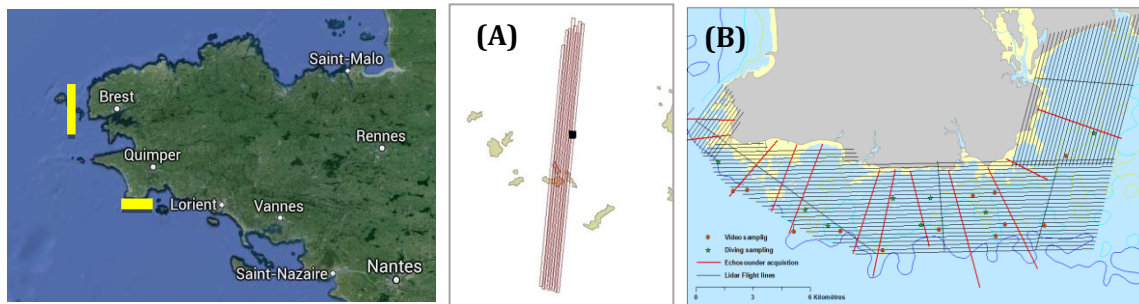 Saint-Malo
Brest
Rennes
Quimper
Lorient
Vannes
Saint-Nazaire
Nantes
(A)
(B)
Video samplig
Diving sampling
Echosounder acquistion
Lidar Flight lines
0 3 6 Kilomètres